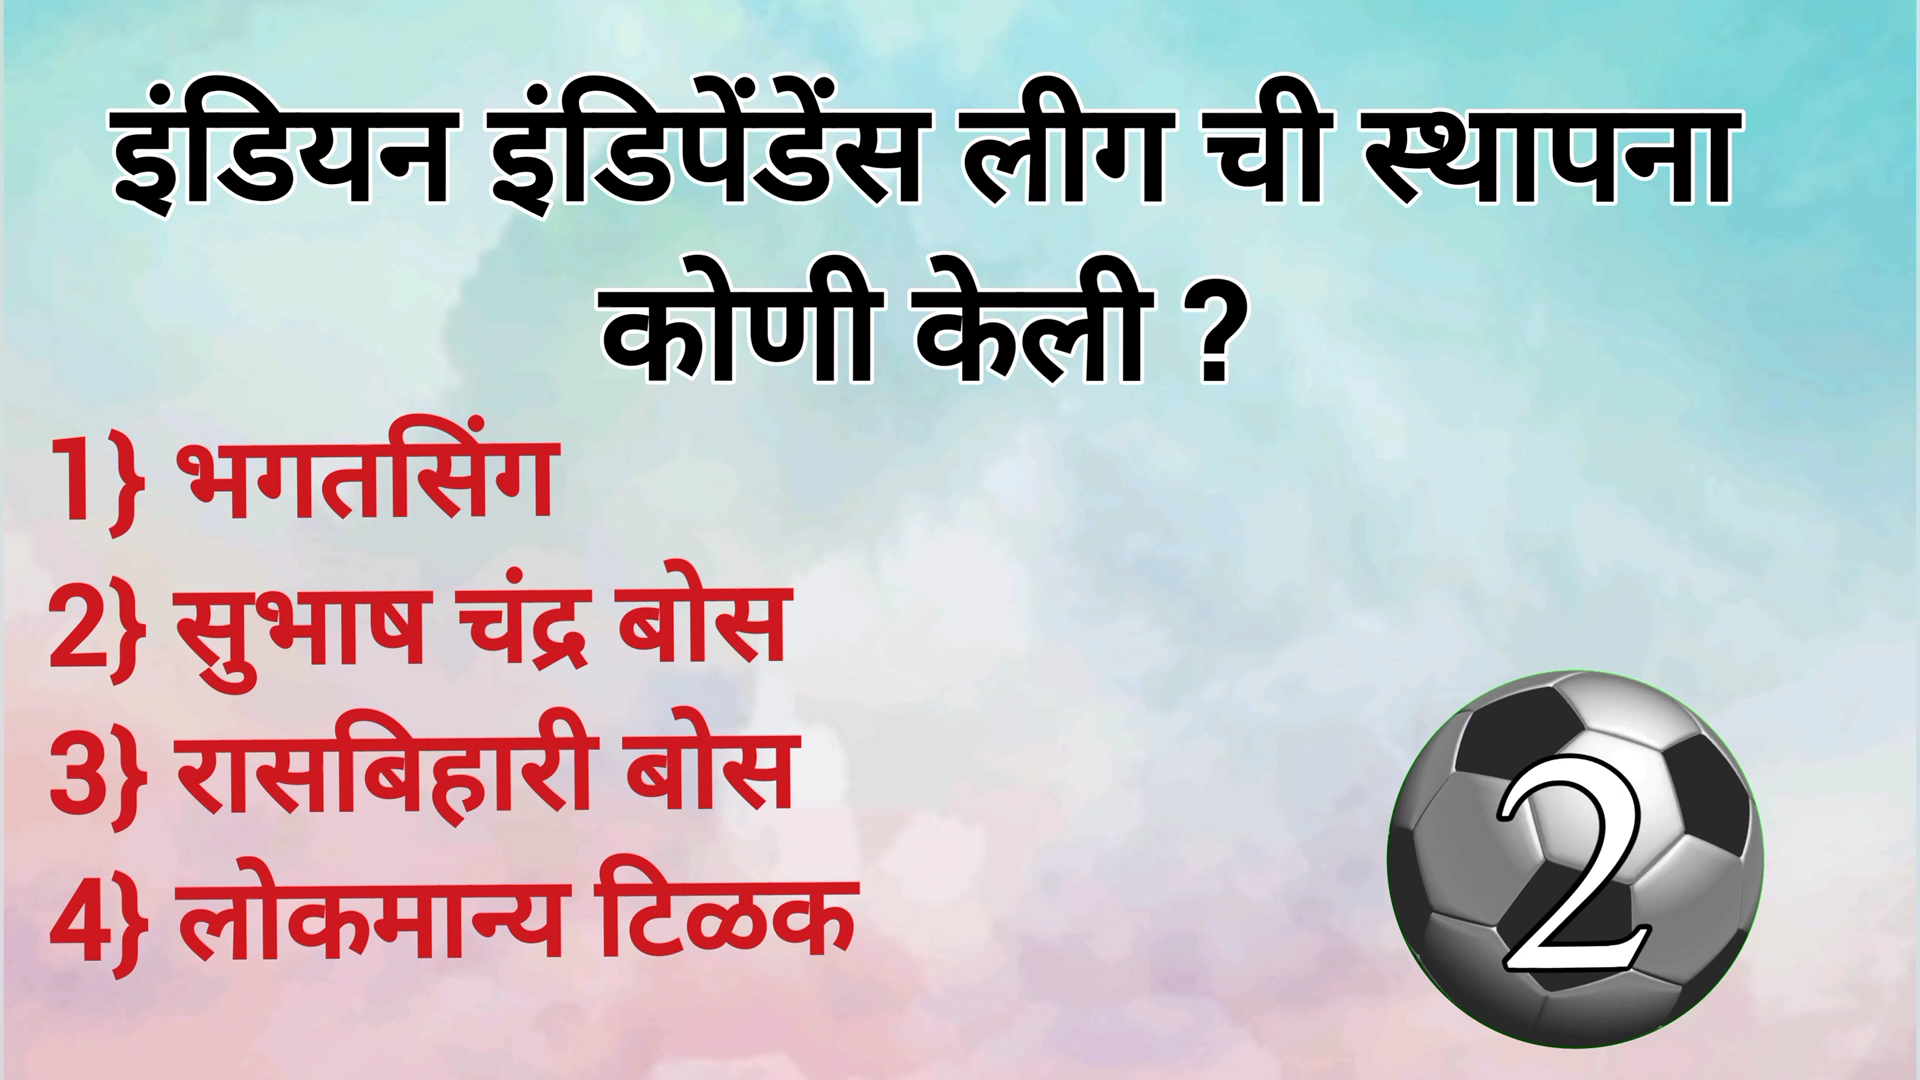 इंडियन इंडिपेंडेंस लीग ची स्थापना
कोणी केली ?
1} भगतसिंग
2} सुभाष चंद्र बोस
3} रासबिहारी बोस
4} लोकमान्य टिळक
2